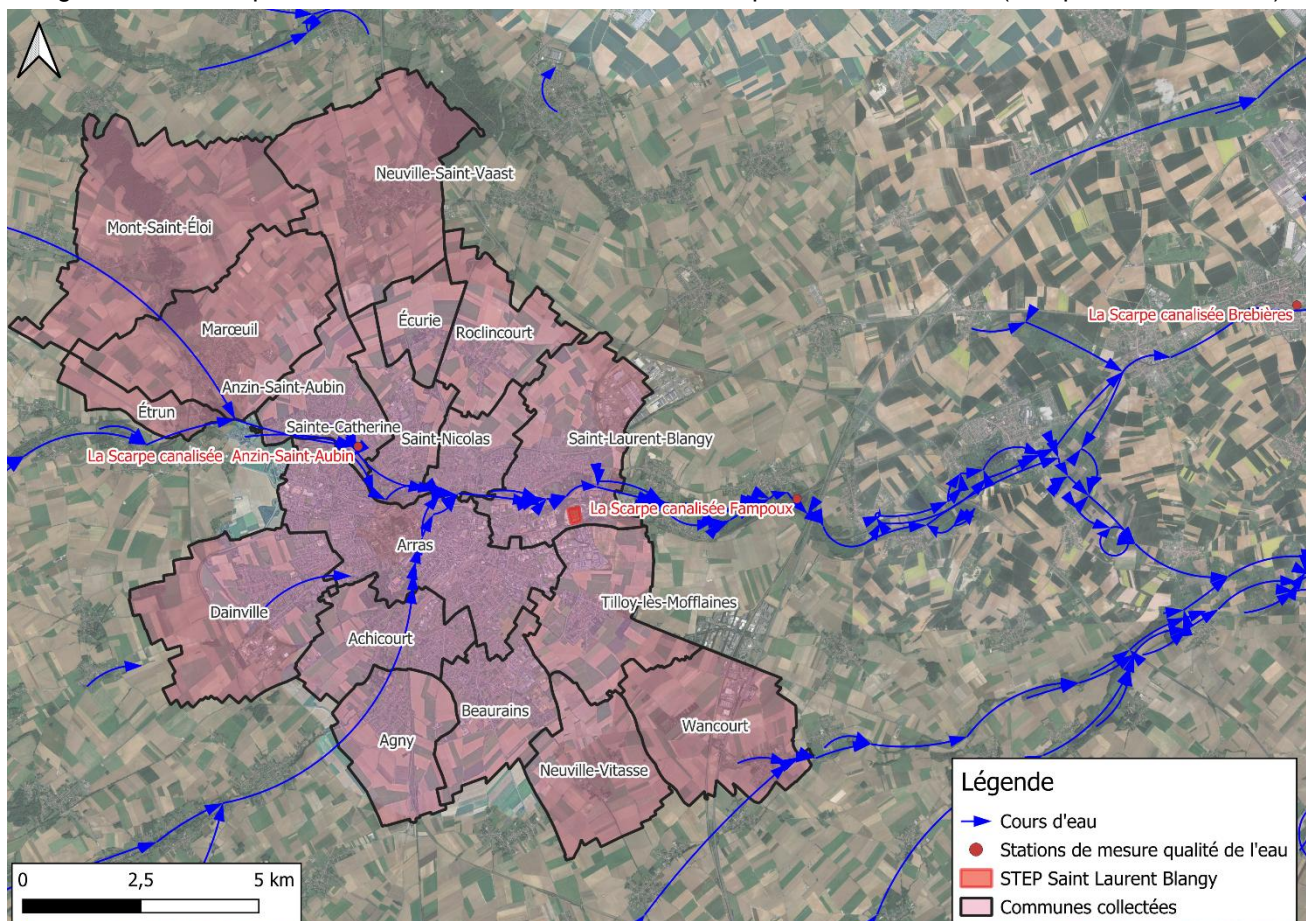 Neuville-Saint-Vaast
Mont-Saint-Éloi
Marœuil
Écurie
Roclincourt
La Scarpe canalisée Brebières
Anzin-Saint-Aubin
Étrun
Sainte-Catherine
Saint-Nicolas
Saint-Laurent-Blangy
La Scarpe canalisée Anzin-Saint-Aubin
La Scarpe canalisée Fampoux
Arras
Dainville
Tilloy-lès-Mofflaines
Achicourt
Beaurains
Wancourt
Agny
Neuville-Vitasse
Légende
Cours d'eau
Stations de mesure qualité de l'eau
STEP Saint Laurent Blangy
Communes collectées
0 2,5 5 km